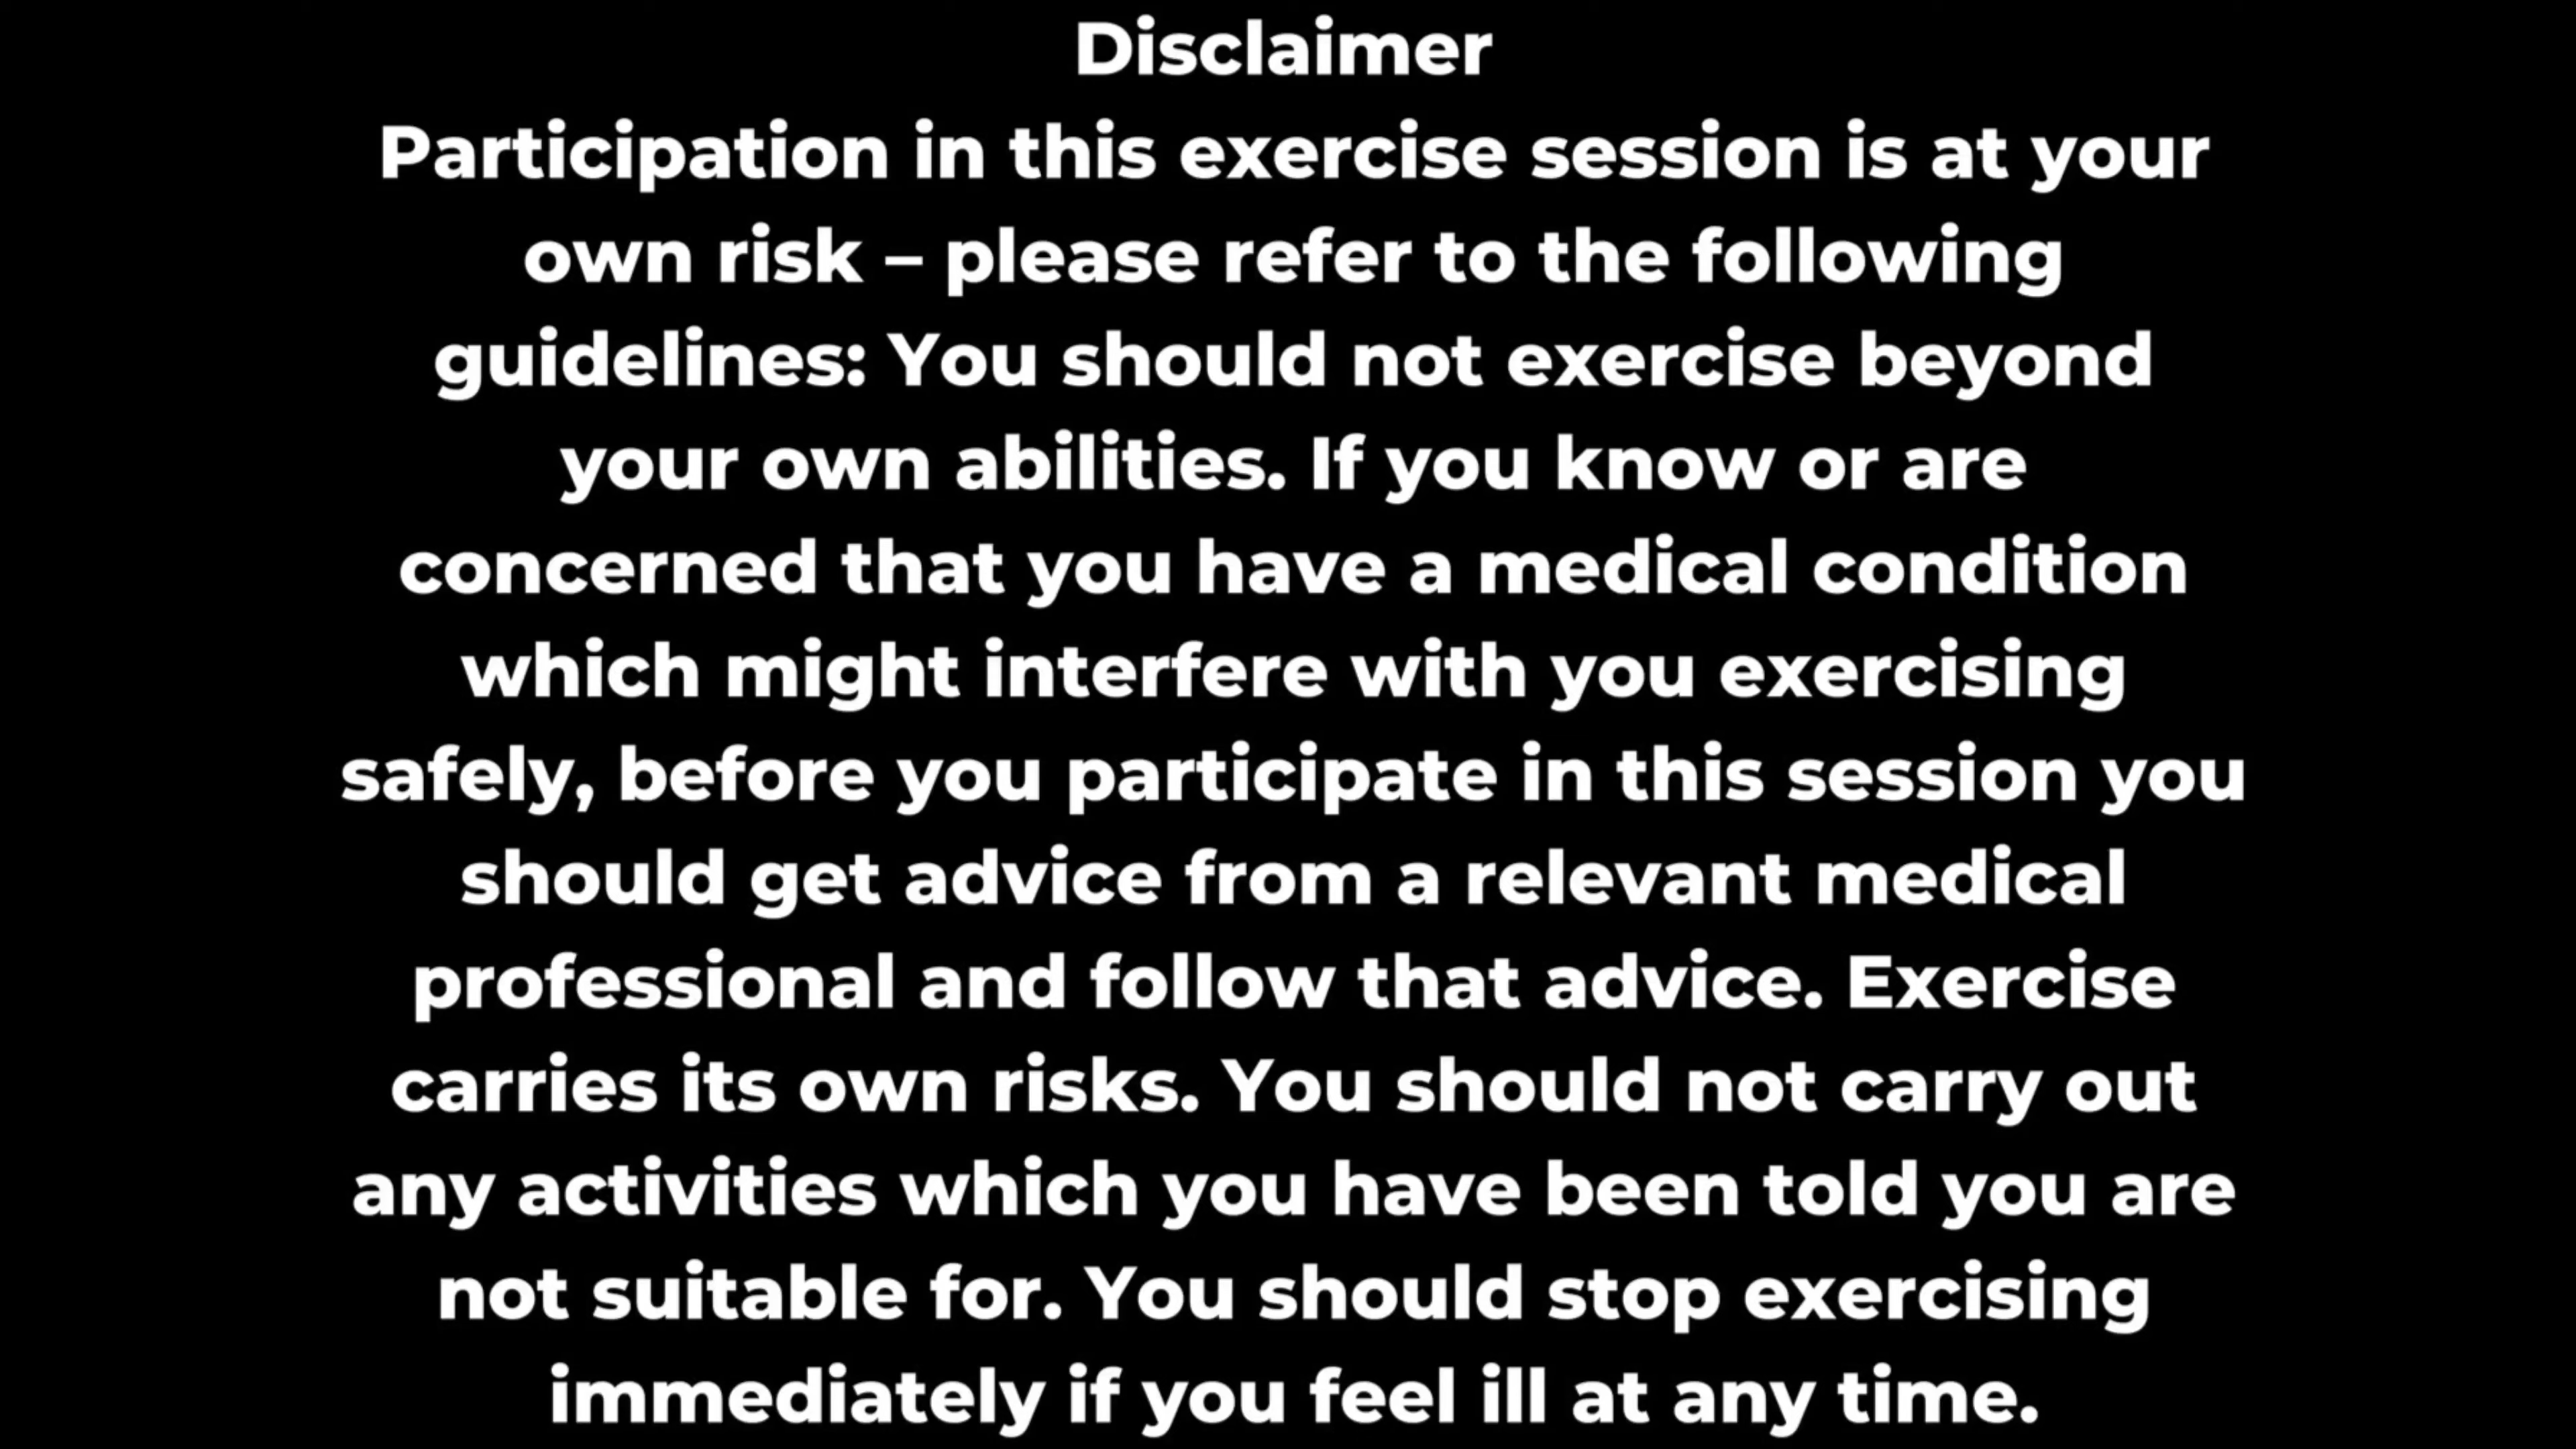 Disclaimer
Participation in this exercise session is at your
own risk – please refer to the following
guidelines: You should not exercise beyond
your own abilities. If you know or are
concerned that you have a medical condition
which might interfere with you exercising
safely, before you participate in this session you
should get advice from a relevant medical
professional and follow that advice. Exercise
carries its own risks. You should not carry out
any activities which you have been told you are
not suitable for. You should stop exercising
immediately if you feel ill at any time.